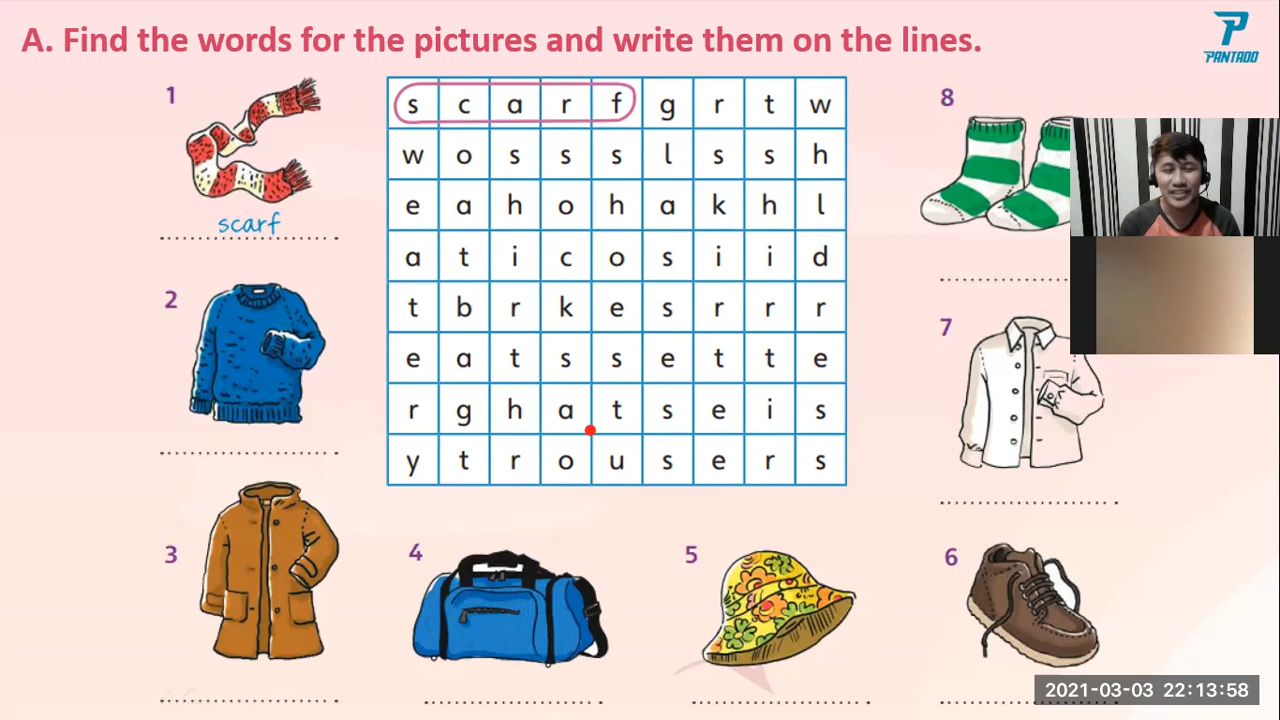 A. Find the words for the pictures and write them on the lines.
PANTADO
1
scarf
2
3
s c a r f g r t w
w o s s s l s s h
e a h o h a k h l
a t i c o s i i d
t b r k e s r r r
e a t s s e t t e
r g h a t s e i s
y t r o u s e r s
8
7
4
5
6
2021-03-03 22:13:58